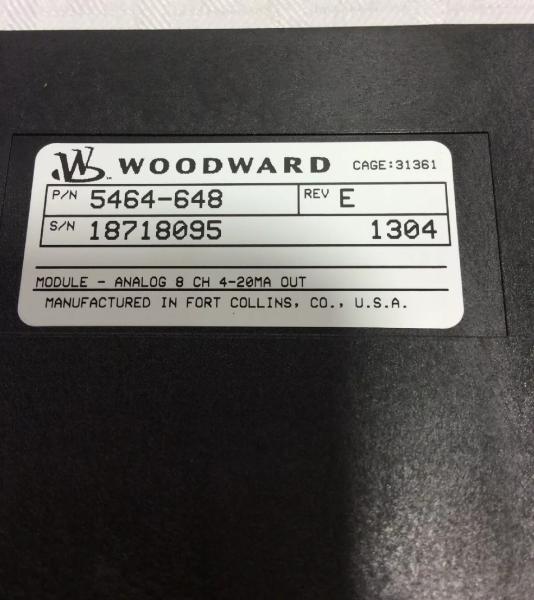 WOODWARD CAGE:31361
P/N 5464-648 REV E
S/N 18718095 1304
MODULE - ANALOG 8 CH 4-20MA OUT
MANUFACTURED IN FORT COLLINS, CO., U.S.A.